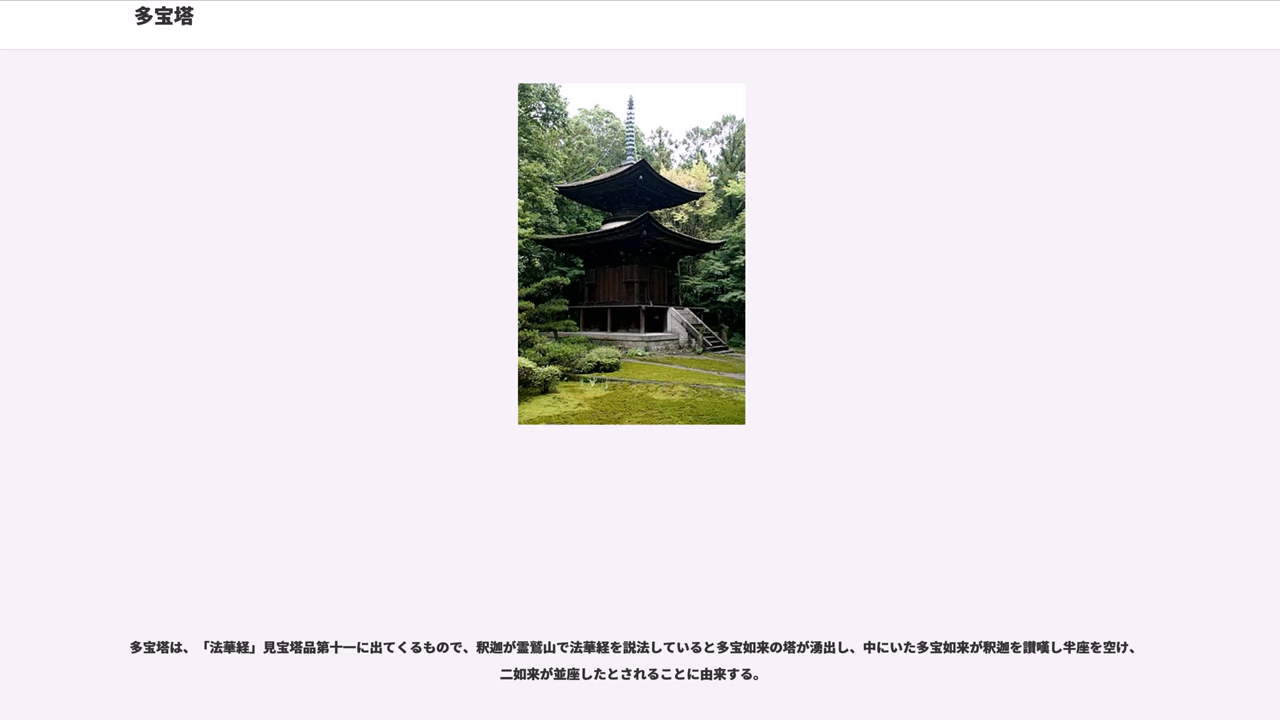 多宝塔
多宝塔は、「法華経」見宝塔品第十一に出てくるもので、釈迦が霊鷲山で法華経を説法していると多宝如来の塔が湧出し、中にいた多宝如来が釈迦を讃嘆し半座を空け、
二如来が並座したとされることに由来する。